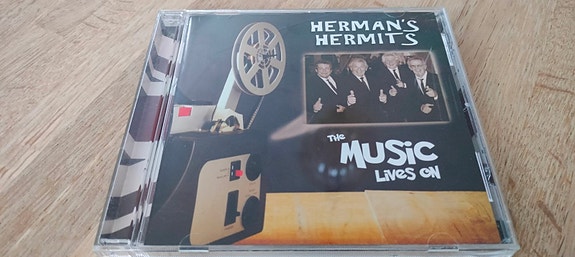 HERMAN'S
HERMITS
THE
MUSiC
LiVES ON